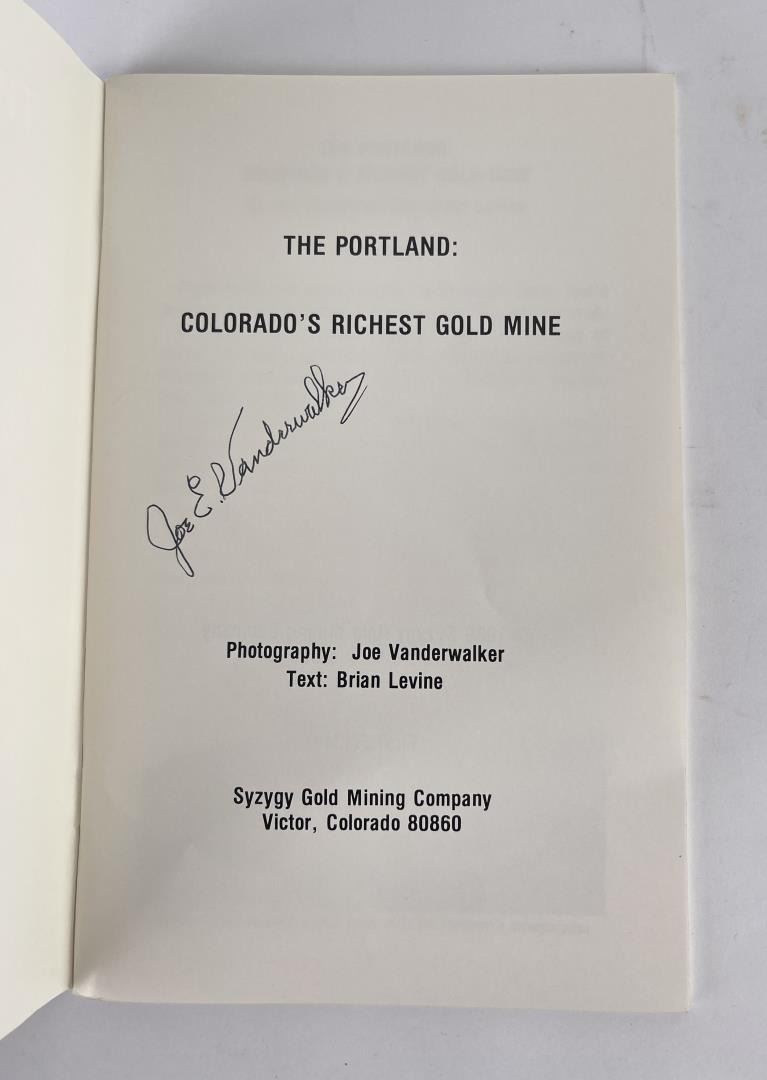 THE PORTLAND:
COLORADO'S RICHEST GOLD MINE
Joe E. Vanderwalker
Photography: Joe Vanderwalker
Text: Brian Levine
Syzygy Gold Mining Company
Victor, Colorado 80860